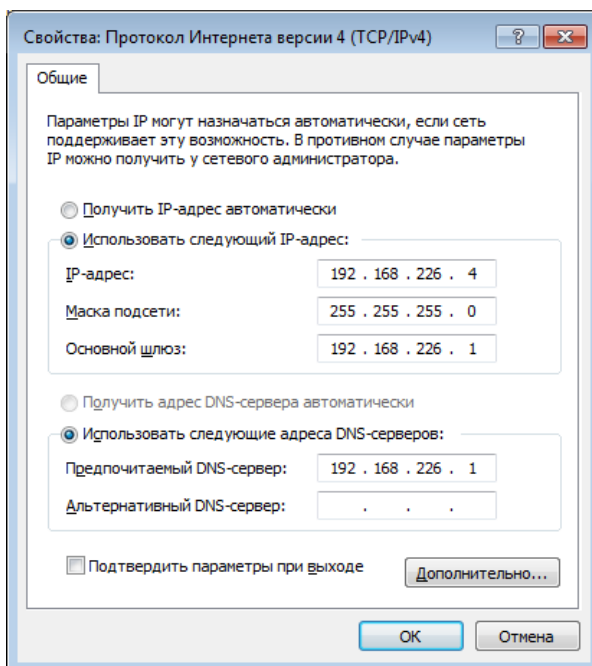 Свойства: Протокол Интернета версии 4 (TCP/IPv4)
?
Общие
Параметры IP могут назначаться автоматически, если сеть
поддерживает эту возможность. В противном случае параметры
IP можно получить у сетевого администратора.
Получить IP-адрес автоматически
Использовать следующий IP-адрес:
IP-адрес: 192 . 168 . 226 . 4
Маска подсети: 255 . 255 . 255 . 0
Основной шлюз: 192 . 168 . 226 . 1
Получить адрес DNS-сервера автоматически
Использовать следующие адреса DNS-серверов:
Предпочитаемый DNS-сервер: 192 . 168 . 226 . 1
Альтернативный DNS-сервер: . . .
Подтвердить параметры при выходе
Дополнительно...
ОК Отмена